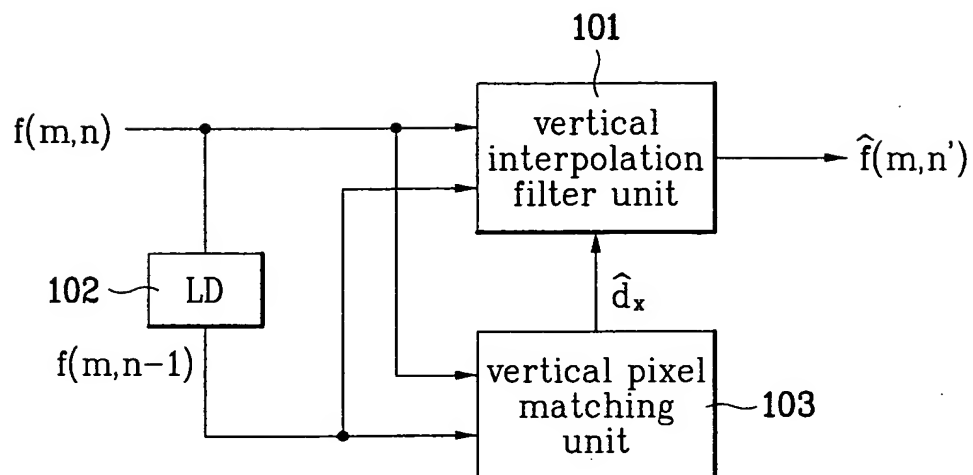 101
f(m,n)
vertical
interpolation
filter unit
f̂(m,n’)
102
LD
d̂ₓ
f(m,n−1)
vertical pixel
matching
unit
103